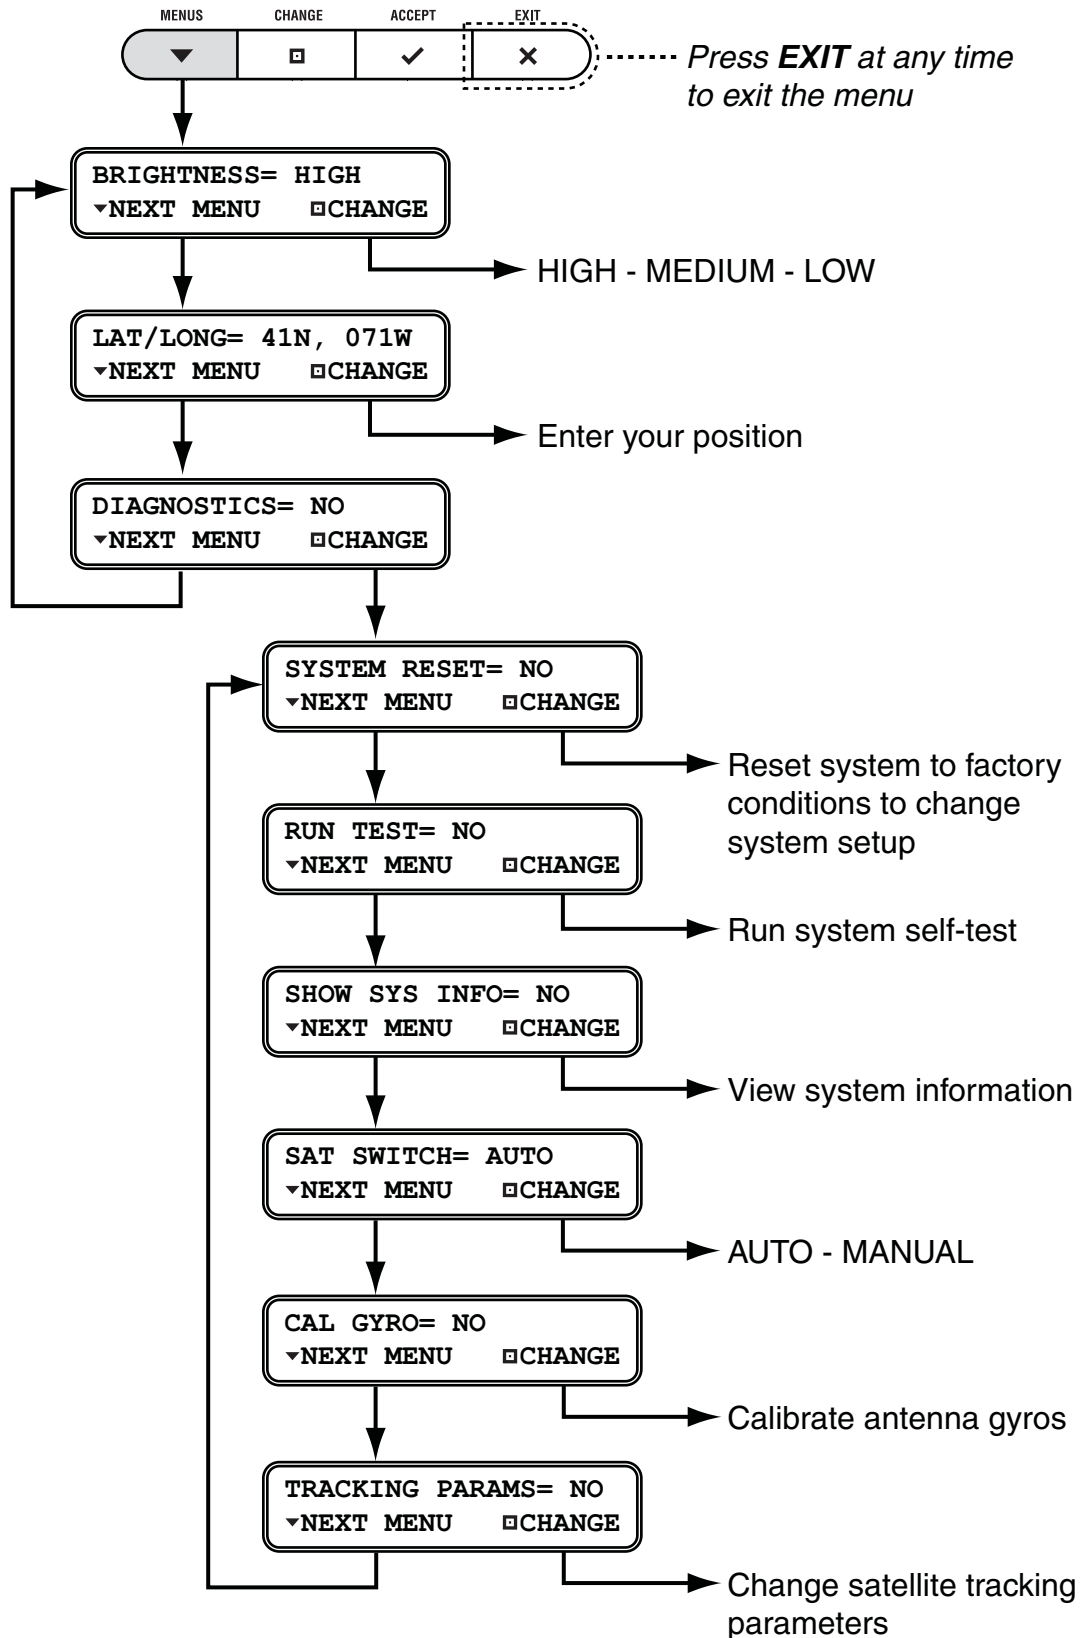 MENUS CHANGE ACCEPT EXIT
Press EXIT at any time
to exit the menu
BRIGHTNESS= HIGH
▾NEXT MENU ⊡CHANGE
HIGH - MEDIUM - LOW
LAT/LONG= 41N, 071W
▾NEXT MENU ⊡CHANGE
Enter your position
DIAGNOSTICS= NO
▾NEXT MENU ⊡CHANGE
SYSTEM RESET= NO
▾NEXT MENU ⊡CHANGE
Reset system to factory
conditions to change
system setup
RUN TEST= NO
▾NEXT MENU ⊡CHANGE
Run system self-test
SHOW SYS INFO= NO
▾NEXT MENU ⊡CHANGE
View system information
SAT SWITCH= AUTO
▾NEXT MENU ⊡CHANGE
AUTO - MANUAL
CAL GYRO= NO
▾NEXT MENU ⊡CHANGE
Calibrate antenna gyros
TRACKING PARAMS= NO
▾NEXT MENU ⊡CHANGE
Change satellite tracking
parameters